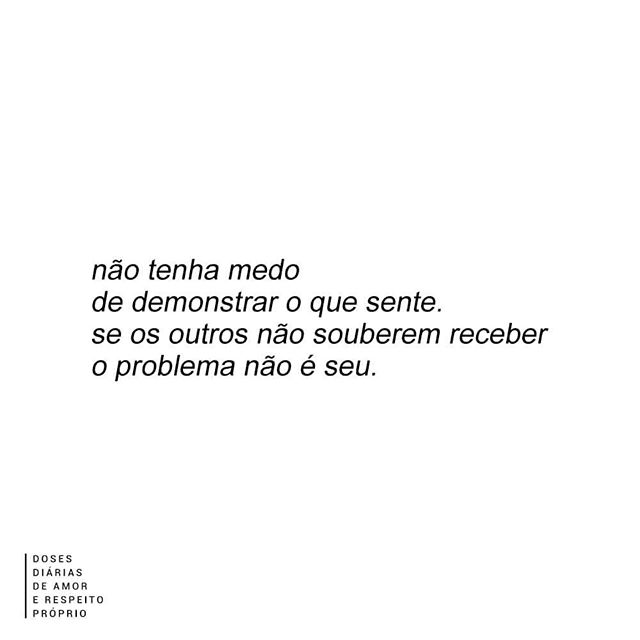 não tenha medo
de demonstrar o que sente.
se os outros não souberem receber
o problema não é seu.
DOSES
DIÁRIAS
DE AMOR
E RESPEITO
PRÓPRIO